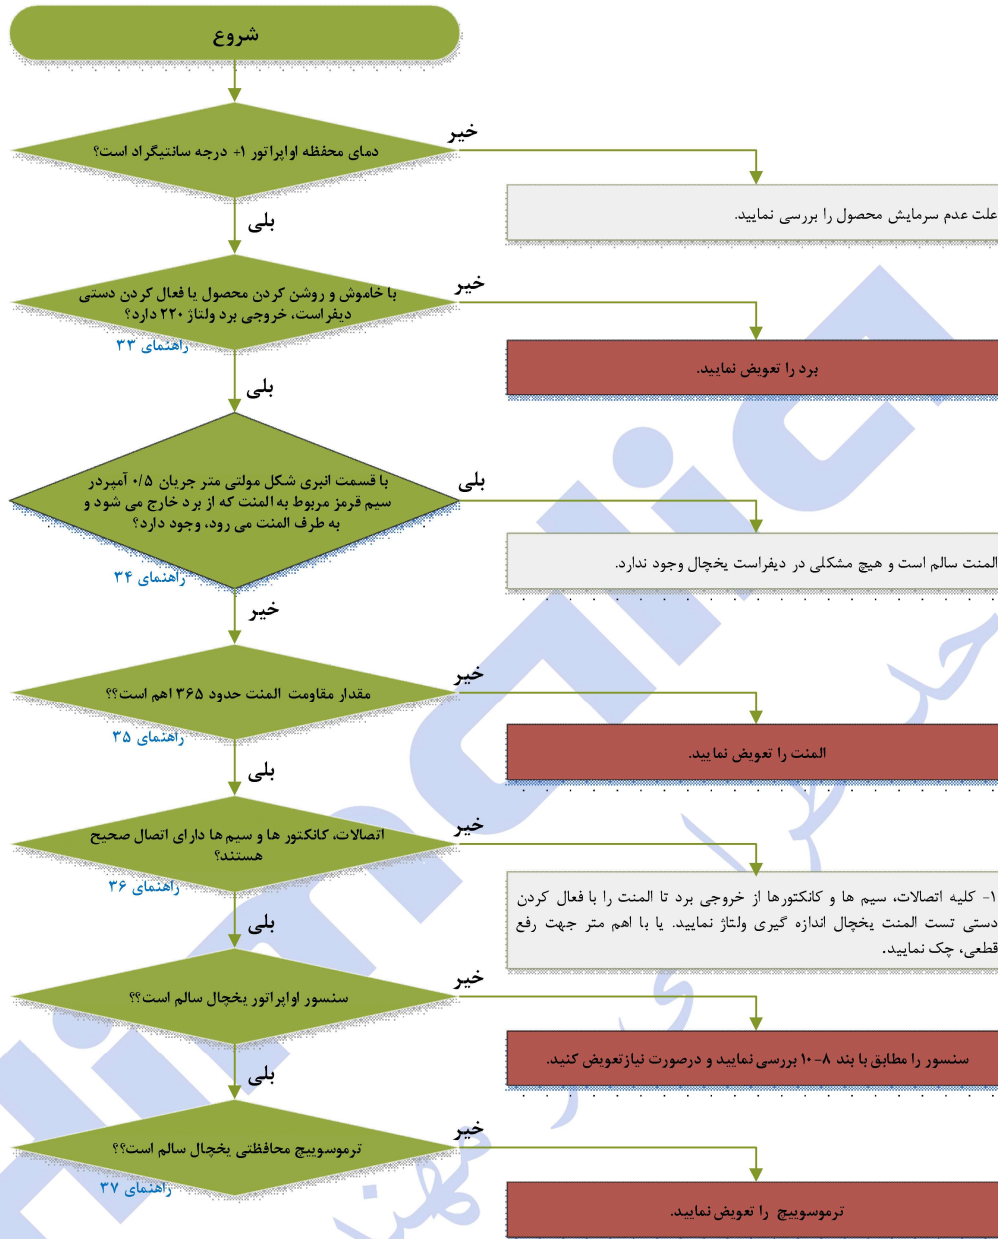 شروع
دمای محفظه اواپراتور ۱+ درجه سانتیگراد است؟
خیر
علت عدم سرمایش محصول را بررسی نمایید.
بلی
با خاموش و روشن کردن محصول یا فعال کردن دستی
دیفراست، خروجی برد ولتاژ ۲۲۰ دارد؟
راهنمای ۳۳
خیر
برد را تعویض نمایید.
بلی
با قسمت انبری شکل مولتی متر جریان ۰/۵ آمپردر
سیم قرمز مربوط به المنت که از برد خارج می شود و
به طرف المنت می رود، وجود دارد؟
راهنمای ۳۴
بلی
المنت سالم است و هیچ مشکلی در دیفراست یخچال وجود ندارد.
خیر
مقدار مقاومت المنت حدود ۳۶۵ اهم است؟؟
راهنمای ۳۵
خیر
المنت را تعویض نمایید.
بلی
اتصالات، کانکتور ها و سیم ها دارای اتصال صحیح
هستند؟
راهنمای ۳۶
خیر
۱- کلیه اتصالات، سیم ها و کانکتورها از خروجی برد تا المنت را با فعال کردن
دستی تست المنت یخچال اندازه گیری ولتاژ نمایید. یا با اهم متر جهت رفع
قطعی، چک نمایید.
بلی
سنسور اواپراتور یخچال سالم است؟؟
خیر
سنسور را مطابق با بند ۸-۱۰ بررسی نمایید و درصورت نیازتعویض کنید.
بلی
ترموسوییچ محافظتی یخچال سالم است؟؟
راهنمای ۳۷
خیر
ترموسوییچ را تعویض نمایید.